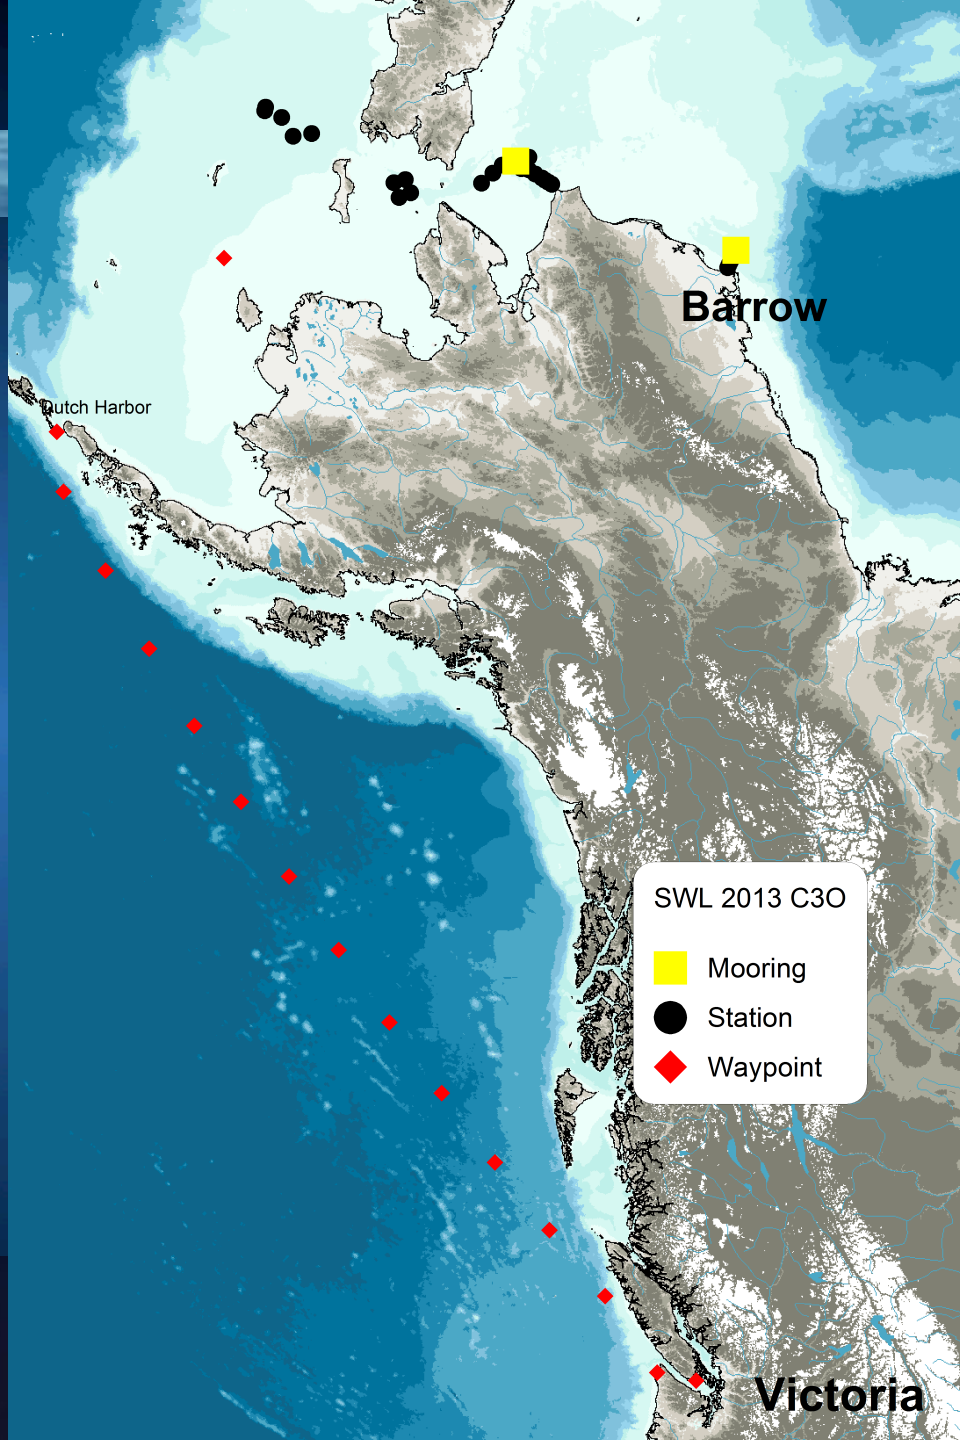 Barrow
Dutch Harbor
SWL 2013 C3O
Mooring
Station
Waypoint
Victoria